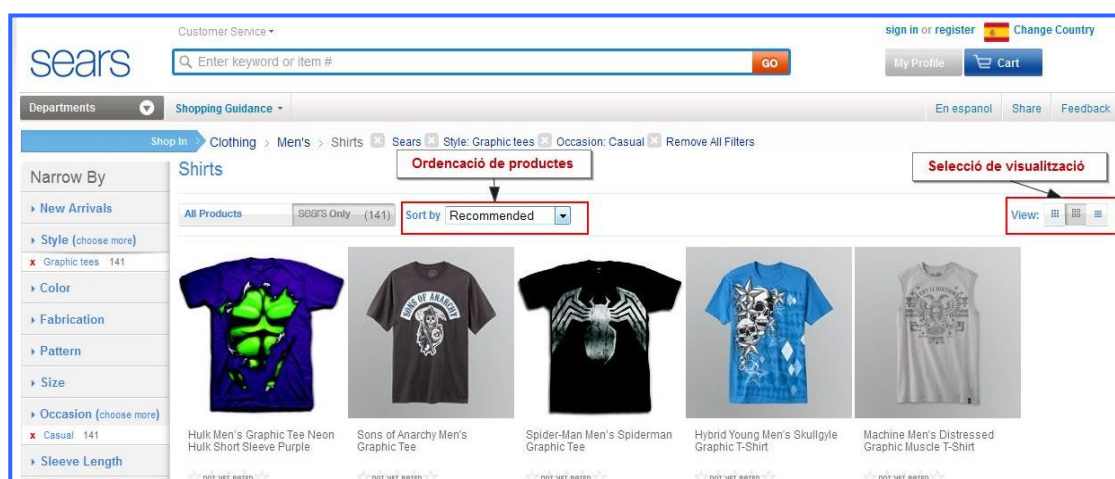 Customer Service
sign in or register Change Country
sears
Enter keyword or item #
GO
My Profile
Cart
Departments
Shopping Guidance
En espanol Share Feedback
Shop In Clothing > Men's > Shirts Sears Style: Graphic tees Occasion: Casual Remove All Filters
Ordencació de productes
Selecció de visualització
Narrow By
Shirts
New Arrivals
All Products sears Only (141) Sort by Recommended
View:
Style (choose more)
x Graphic tees 141
Color
Fabrication
Pattern
Size
Occasion (choose more)
x Casual 141
Sleeve Length
SONS OF ANARCHY
Hulk Men's Graphic Tee Neon
Hulk Short Sleeve Purple
Sons of Anarchy Men's
Graphic Tee
Spider-Man Men's Spiderman
Graphic Tee
Hybrid Young Men's Skullgyle
Graphic T-Shirt
Machine Men's Distressed
Graphic Muscle T-Shirt